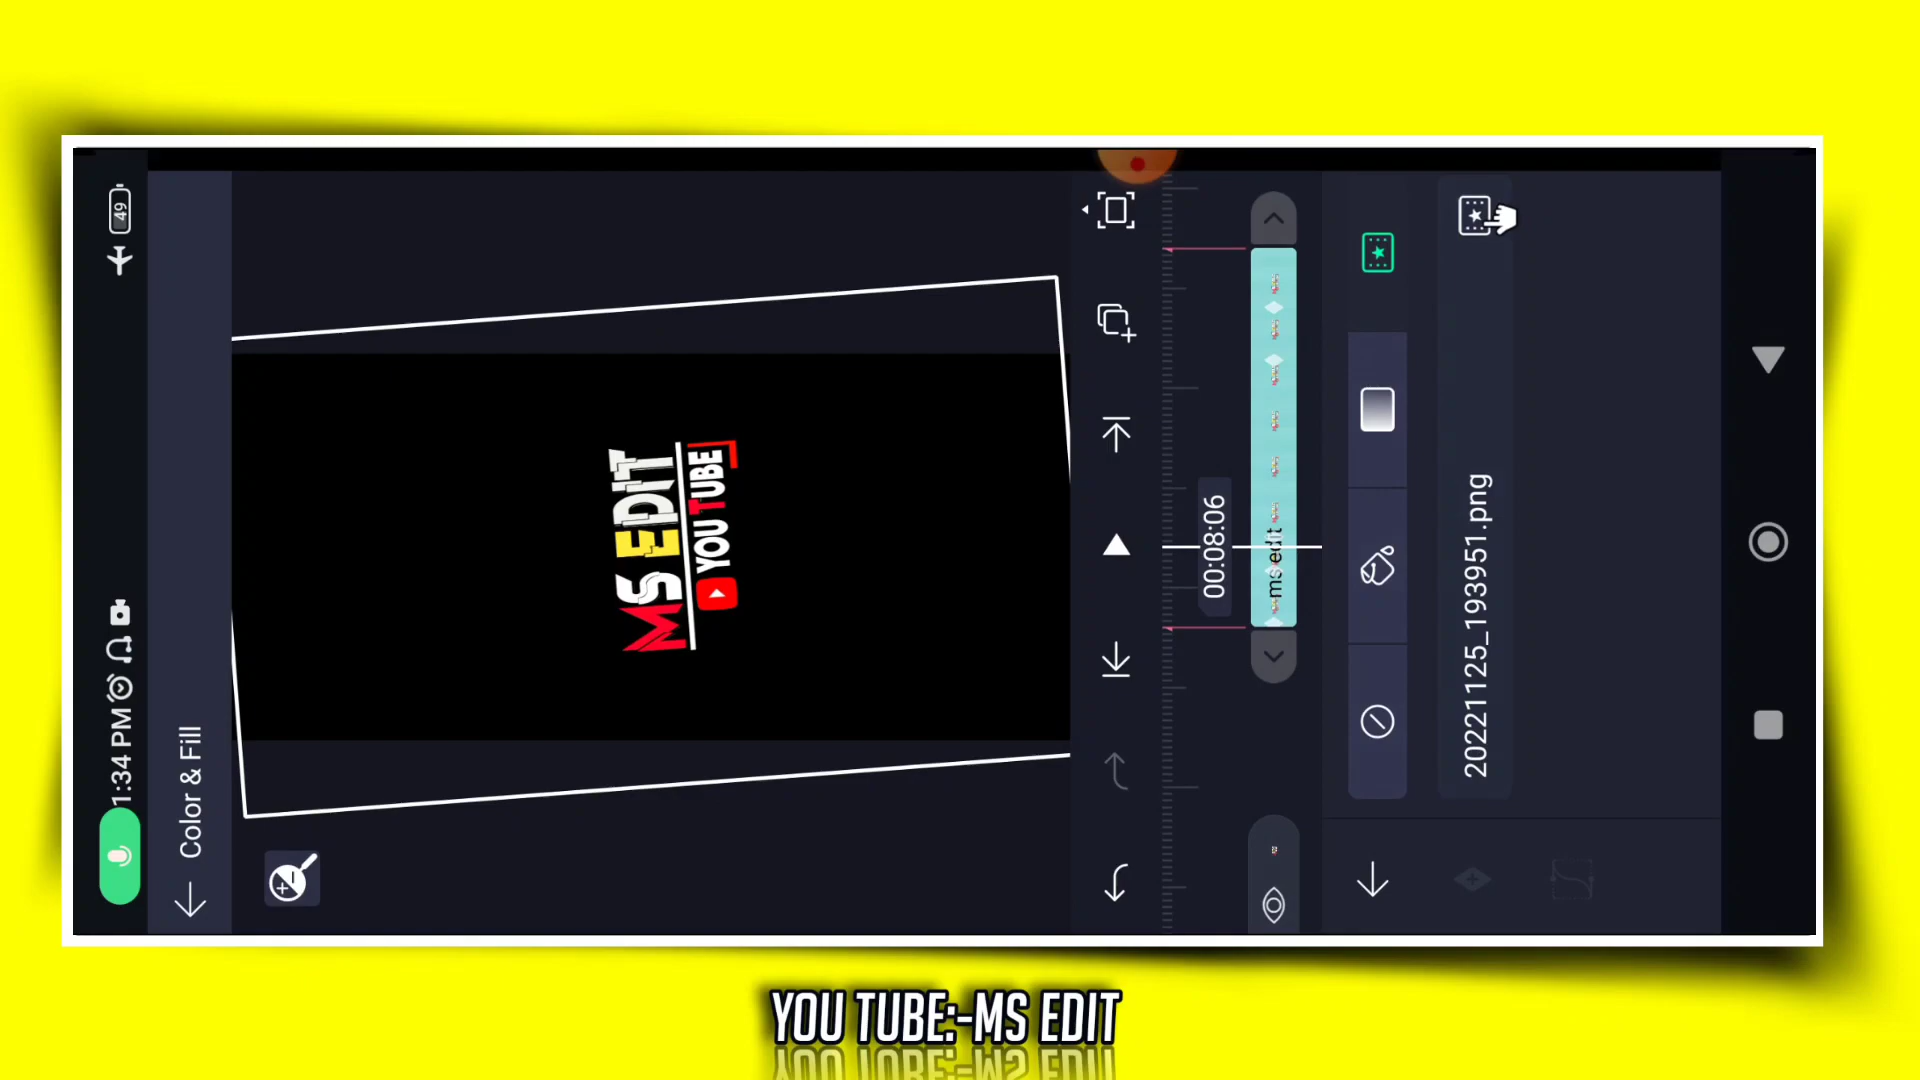 49
1:34 PM
Color & Fill
MS EDIT
YOU TUBE
00:08:06
ms edit
20221125_193951.png
YOU TUBE:-MS EDIT